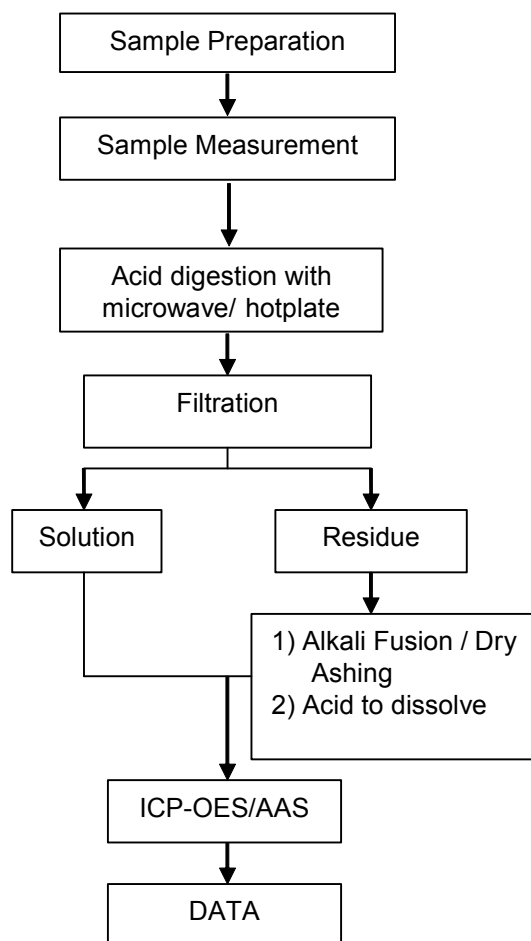 Sample Preparation
Sample Measurement
Acid digestion with
microwave/ hotplate
Filtration
Solution
Residue
1) Alkali Fusion / Dry
Ashing
2) Acid to dissolve
ICP-OES/AAS
DATA